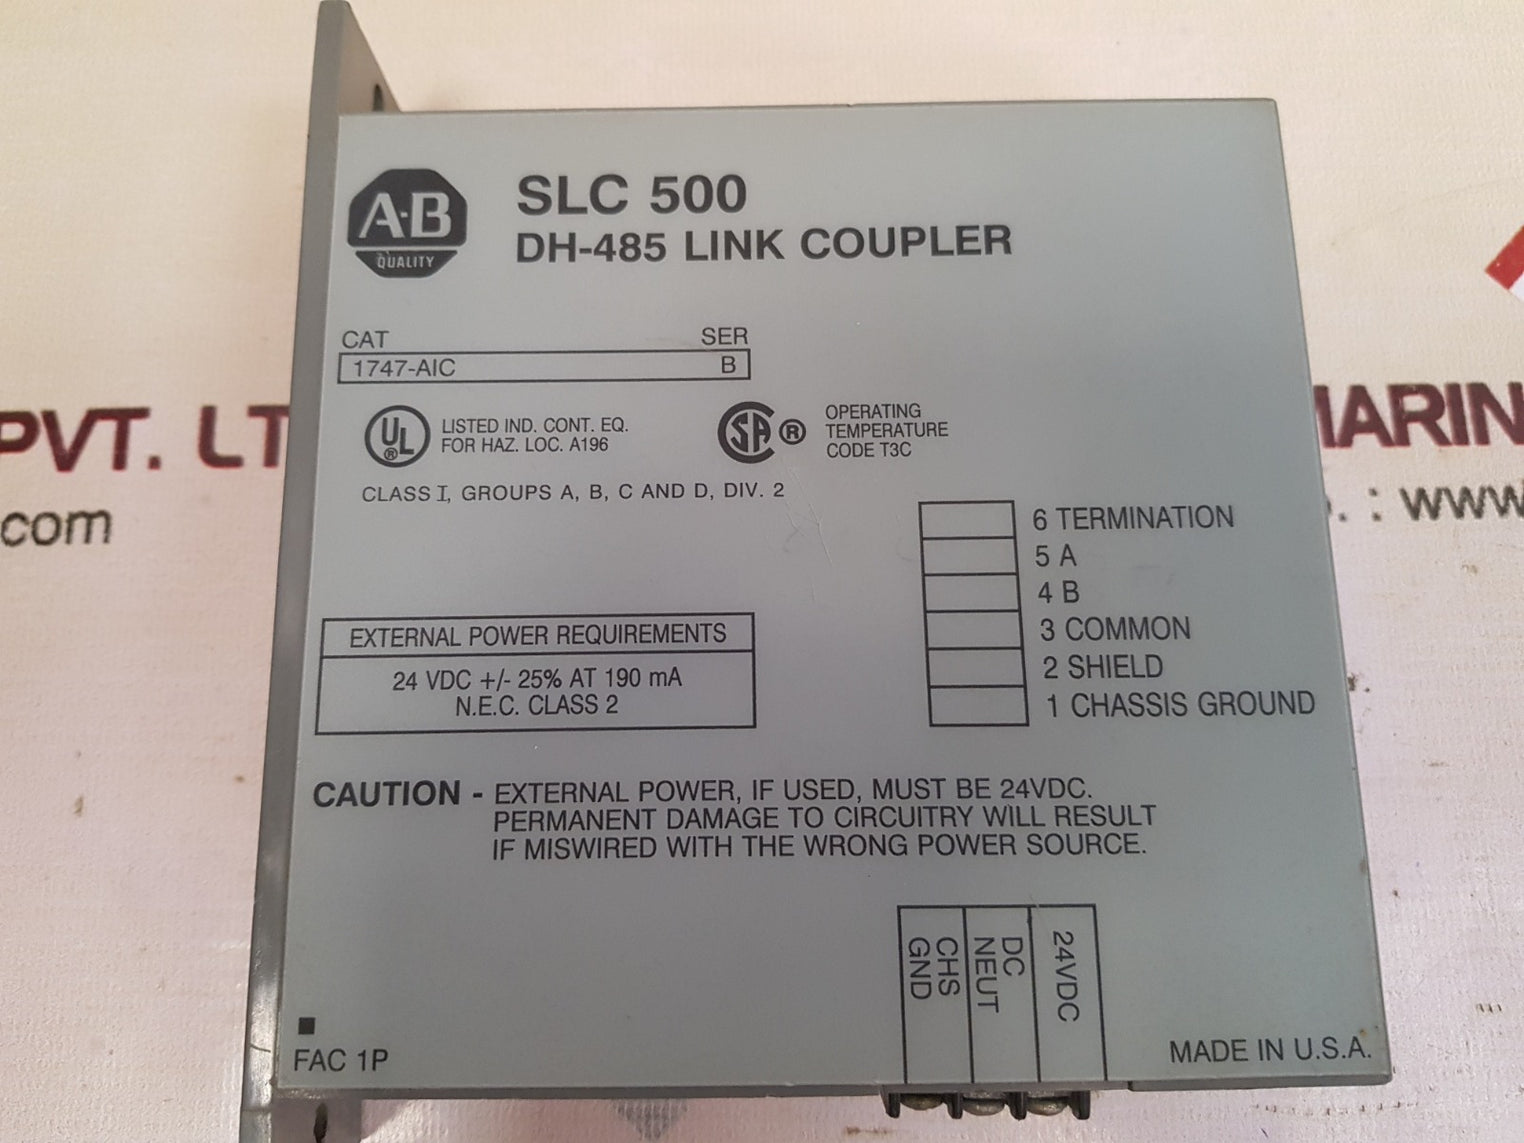 A·B
QUALITY
SLC 500
DH-485 LINK COUPLER
CAT SER
1747-AIC B
UL ®
LISTED IND. CONT. EQ.
FOR HAZ. LOC. A196
SA ®
OPERATING
TEMPERATURE
CODE T3C
CLASS I, GROUPS A, B, C AND D, DIV. 2
6 TERMINATION
5 A
4 B
3 COMMON
2 SHIELD
1 CHASSIS GROUND
EXTERNAL POWER REQUIREMENTS
24 VDC +/- 25% AT 190 mA
N.E.C. CLASS 2
CAUTION - EXTERNAL POWER, IF USED, MUST BE 24VDC.
PERMANENT DAMAGE TO CIRCUITRY WILL RESULT
IF MISWIRED WITH THE WRONG POWER SOURCE.
CHS
GND
DC
NEUT
24VDC
FAC 1P
MADE IN U.S.A.
PVT. LT
.com
MARIN
. : www